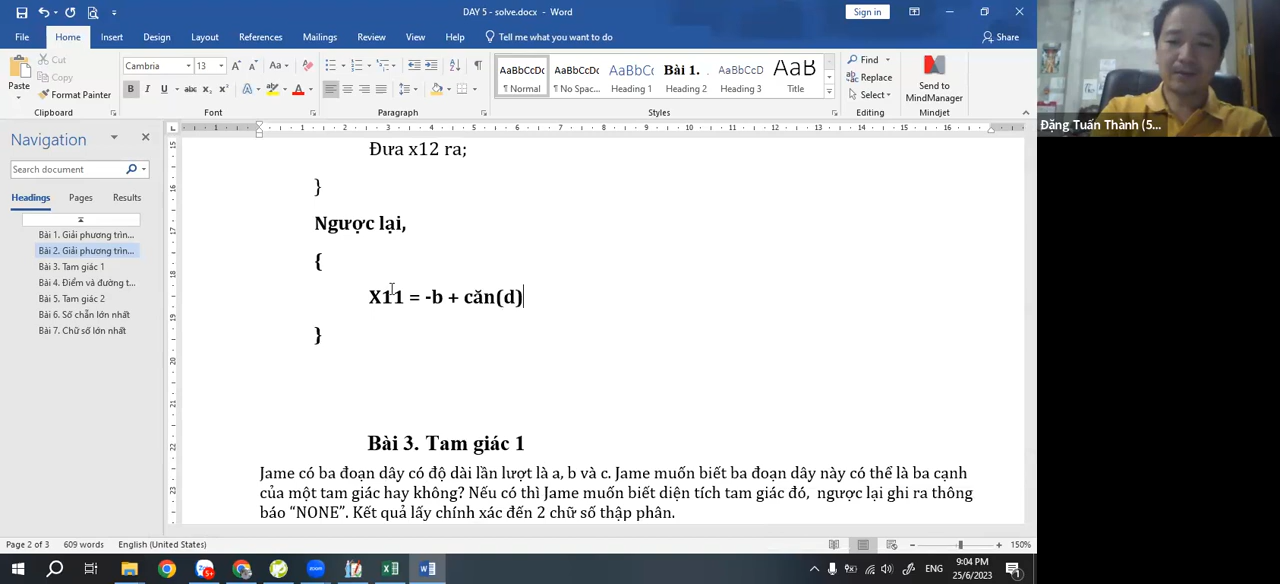 DAY 5 - solve.docx - Word
Sign in
File Home Insert Design Layout References Mailings Review View Help Tell me what you want to do Share
Paste
Cut
Copy
Format Painter
Clipboard
Cambria 13
Font
Paragraph
AaBbCcDc AaBbCcDc AaBbCc AaBbCcD Bài 1. AaBbCcD AaB
¶ Normal ¶ No Spac... Heading 1 Heading 2 Heading 3 Title
Styles
Find
Replace
Select
Editing
Send to
MindManager
Mindjet
Navigation
Search document
Headings Pages Results
Bài 1. Giải phương trìn...
Bài 2. Giải phương trìn...
Bài 3. Tam giác 1
Bài 4. Điểm và đường t...
Bài 5. Tam giác 2
Bài 6. Số chẵn lớn nhất
Bài 7. Chữ số lớn nhất
Đưa x12 ra;
}
Ngược lại,
{
X11 = -b + căn(d)
}
Bài 3. Tam giác 1
Jame có ba đoạn dây có độ dài lần lượt là a, b và c. Jame muốn biết ba đoạn dây này có thể là ba cạnh
của một tam giác hay không? Nếu có thì Jame muốn biết diện tích tam giác đó, ngược lại ghi ra thông
báo “NONE”. Kết quả lấy chính xác đến 2 chữ số thập phân.
Đặng Tuấn Thành (5...
Page 2 of 3 609 words English (United States) 150%
ENG
9:04 PM
25/6/2023